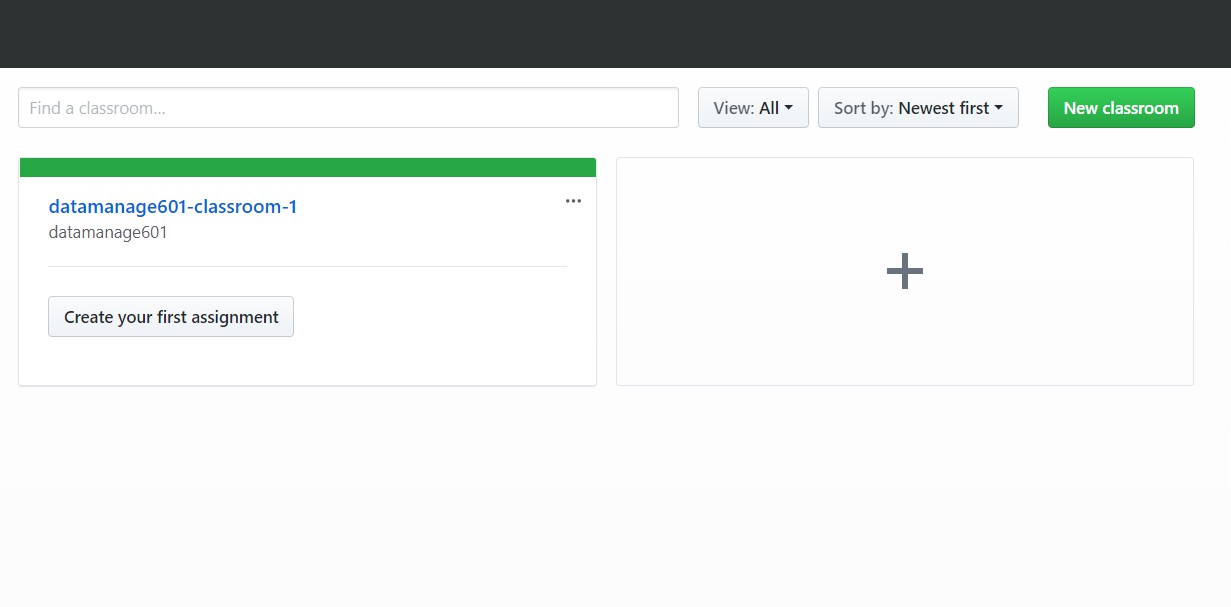 Find a classroom...
View: All
Sort by: Newest first
New classroom
datamanage601-classroom-1
datamanage601
Create your first assignment